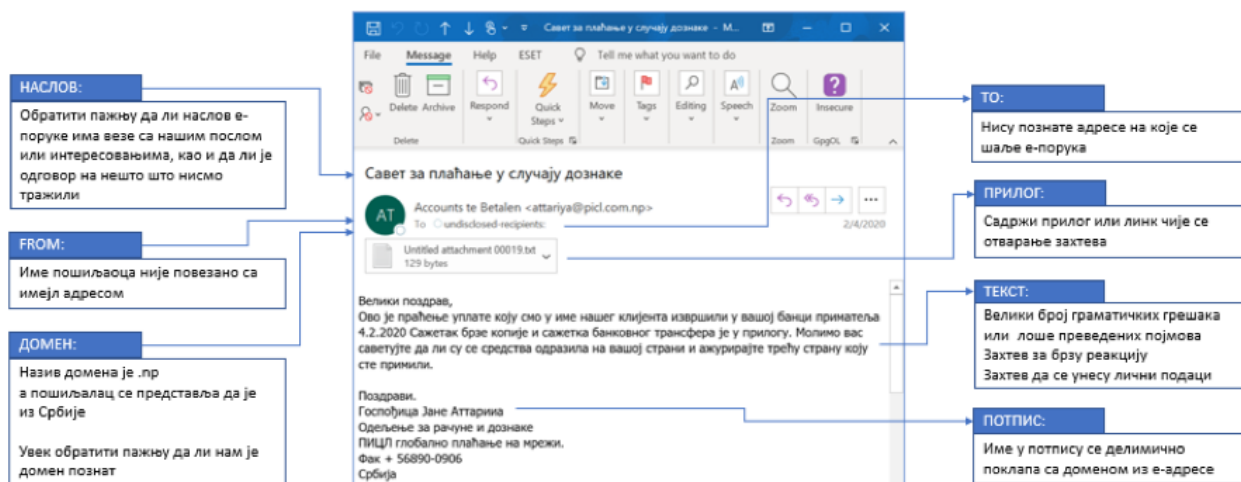 НАСЛОВ:
Обратити пажњу да ли наслов е-
поруке има везе са нашим послом
или интересовањима, као и да ли је
одговор на нешто што нисмо
тражили
FROM:
Име пошиљаоца није повезано са
имејл адресом
ДОМЕН:
Назив домена је .np
а пошиљалац се представља да је
из Србије
Увек обратити пажњу да ли нам је
домен познат
Савет за плаћање у случају дознаке - M...
File Message Help ESET Tell me what you want to do
Delete Archive Respond Quick Steps Move Tags Editing Speech Zoom Insecure
Delete Quick Steps Zoom GpgOL
Савет за плаћање у случају дознаке
AT
Accounts te Betalen <attariya@picl.com.np>
To undisclosed-recipients:
2/4/2020
Untitled attachment 00019.txt
129 bytes
Велики поздрав,
Ово је праћење уплате коју смо у име нашег клијента извршили у вашој банци приматеља
4.2.2020 Сажетак брзе копије и сажетка банковног трансфера је у прилогу. Молимо вас
саветујте да ли су се средства одразила на вашој страни и ажурирајте трећу страну коју
сте примили.
Поздрави.
Госпођица Јане Аттарииа
Одељење за рачуне и дознаке
ПИЦЛ глобално плаћање на мрежи.
Фак + 56890-0906
Србија
TO:
Нису познате адресе на које се
шаље е-порука
ПРИЛОГ:
Садржи прилог или линк чије се
отварање захтева
ТЕКСТ:
Велики број граматичких грешака
или лоше преведених појмова
Захтев за брзу реакцију
Захтев да се унесу лични подаци
ПОТПИС:
Име у потпису се делимично
поклапа са доменом из е-адресе